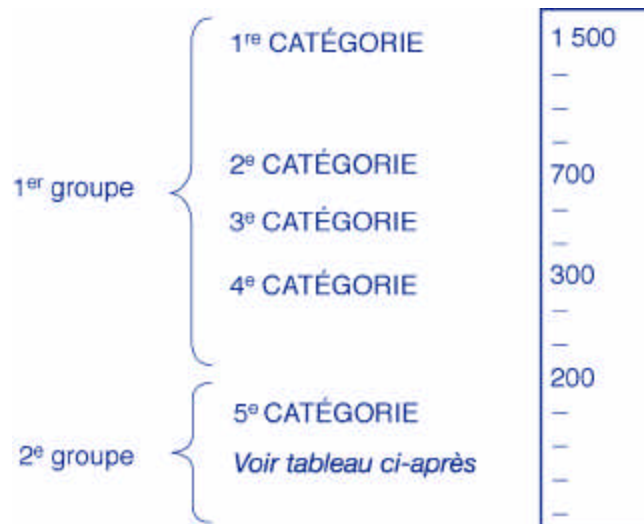 1re CATÉGORIE
1 500
–
–
–
2e CATÉGORIE
700
1er groupe
–
3e CATÉGORIE
–
4e CATÉGORIE
300
–
–
200
5e CATÉGORIE
–
2e groupe
Voir tableau ci-après
–
–
–